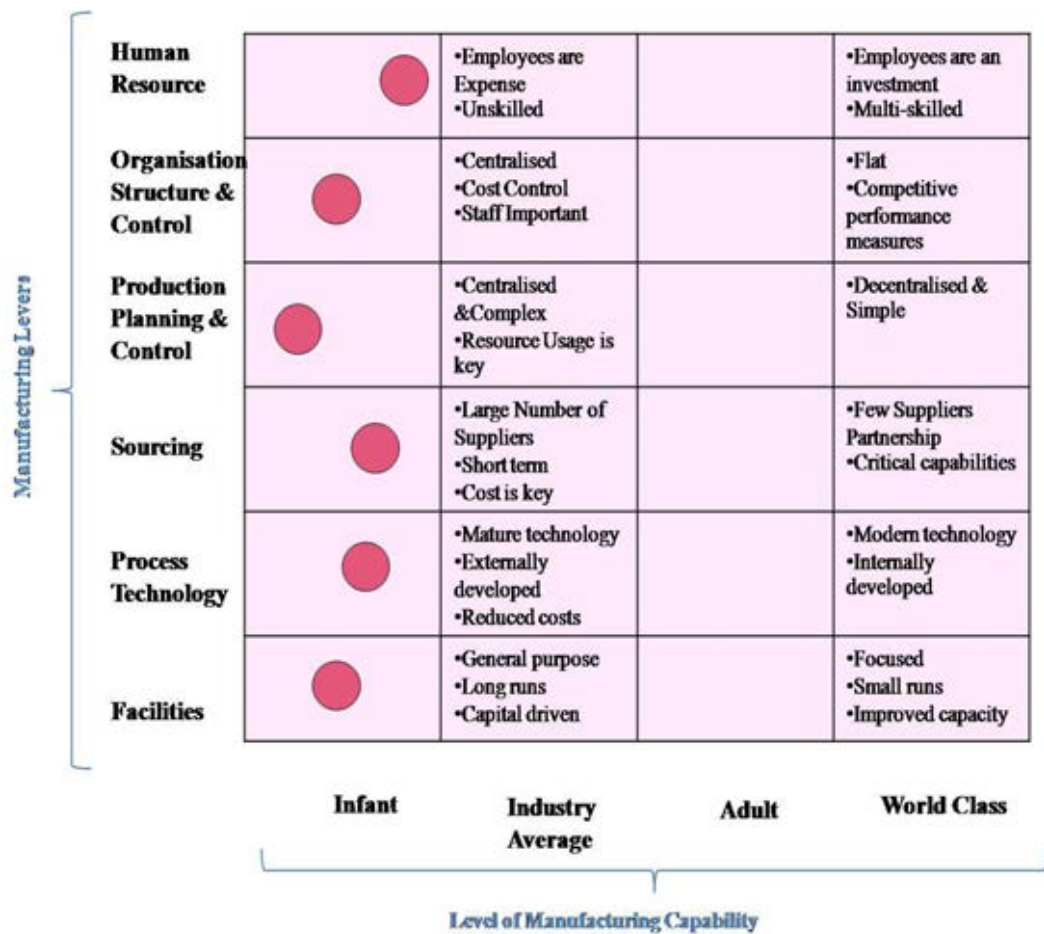 Human
Resource
•Employees are
Expense
•Unskilled
•Employees are an
investment
•Multi-skilled
Organisation
Structure &
Control
•Centralised
•Cost Control
•Staff Important
•Flat
•Competitive
performance
measures
Production
Planning &
Control
•Centralised
&Complex
•Resource Usage is
key
•Decentralised &
Simple
Sourcing
•Large Number of
Suppliers
•Short term
•Cost is key
•Few Suppliers
Partnership
•Critical capabilities
Process
Technology
•Mature technology
•Externally
developed
•Reduced costs
•Modern technology
•Internally
developed
Facilities
•General purpose
•Long runs
•Capital driven
•Focused
•Small runs
•Improved capacity
Manufacturing Levers
Infant
Industry
Average
Adult
World Class
Level of Manufacturing Capability